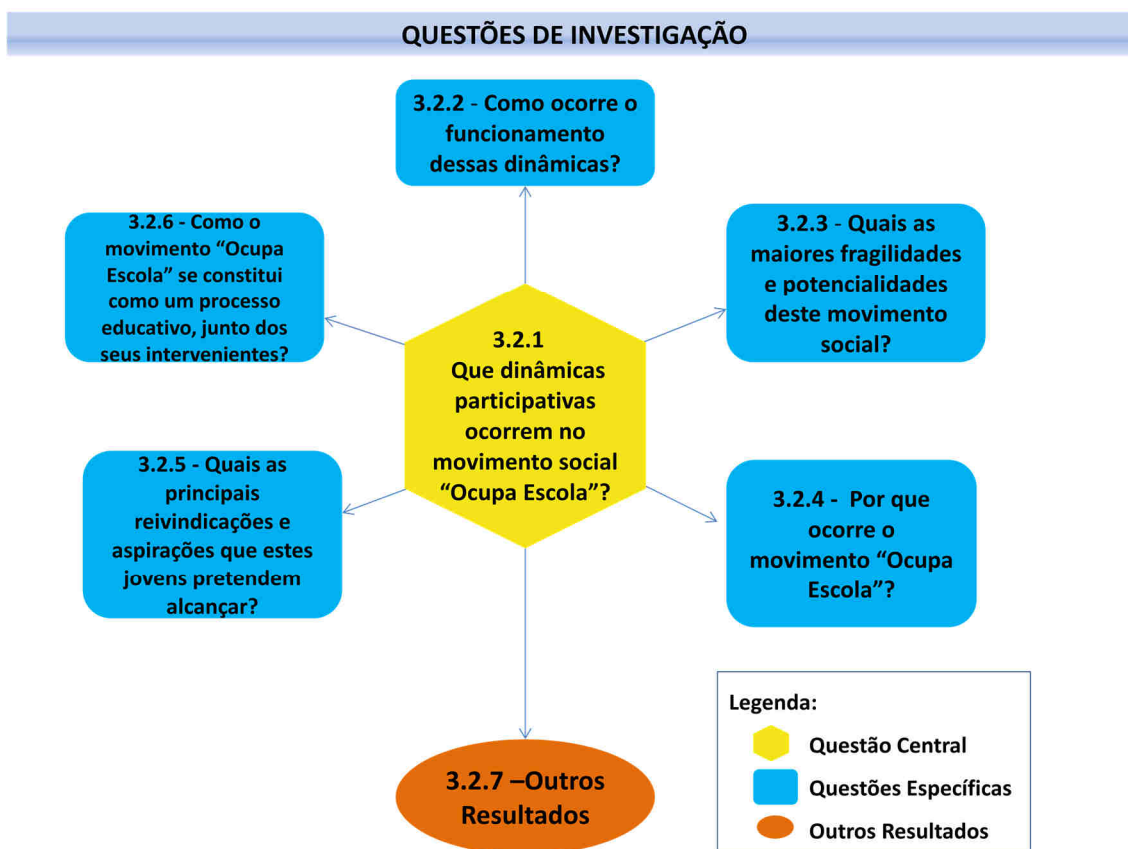 QUESTÕES DE INVESTIGAÇÃO
3.2.2 - Como ocorre o
funcionamento
dessas dinâmicas?
3.2.6 - Como o
movimento “Ocupa
Escola” se constitui
como um processo
educativo, junto dos
seus intervenientes?
3.2.3 - Quais as
maiores fragilidades
e potencialidades
deste movimento
social?
3.2.1
Que dinâmicas
participativas
ocorrem no
movimento social
“Ocupa Escola”?
3.2.5 - Quais as
principais
reivindicações e
aspirações que estes
jovens pretendem
alcançar?
3.2.4 - Por que
ocorre o
movimento “Ocupa
Escola”?
3.2.7 –Outros
Resultados
Legenda:
Questão Central
Questões Específicas
Outros Resultados